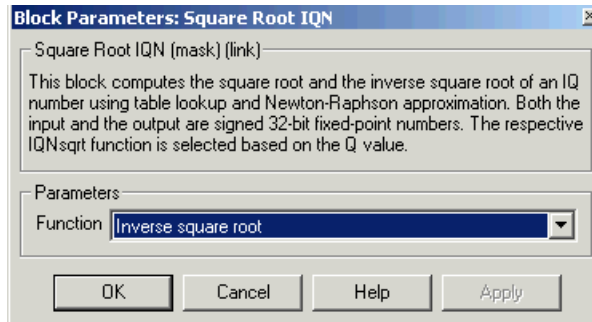 Block Parameters: Square Root IQN
Square Root IQN (mask) (link)
This block computes the square root and the inverse square root of an IQ
number using table lookup and Newton-Raphson approximation. Both the
input and the output are signed 32-bit fixed-point numbers. The respective
IQNsqrt function is selected based on the Q value.
Parameters
Function Inverse square root
OK Cancel Help Apply